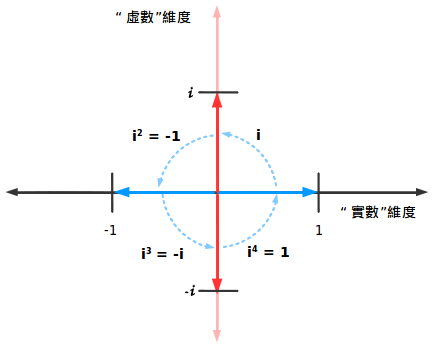 “ 虛數”維度
i
i² = -1
i
“ 實數”維度
-1
1
i³ = -i
i⁴ = 1
-i